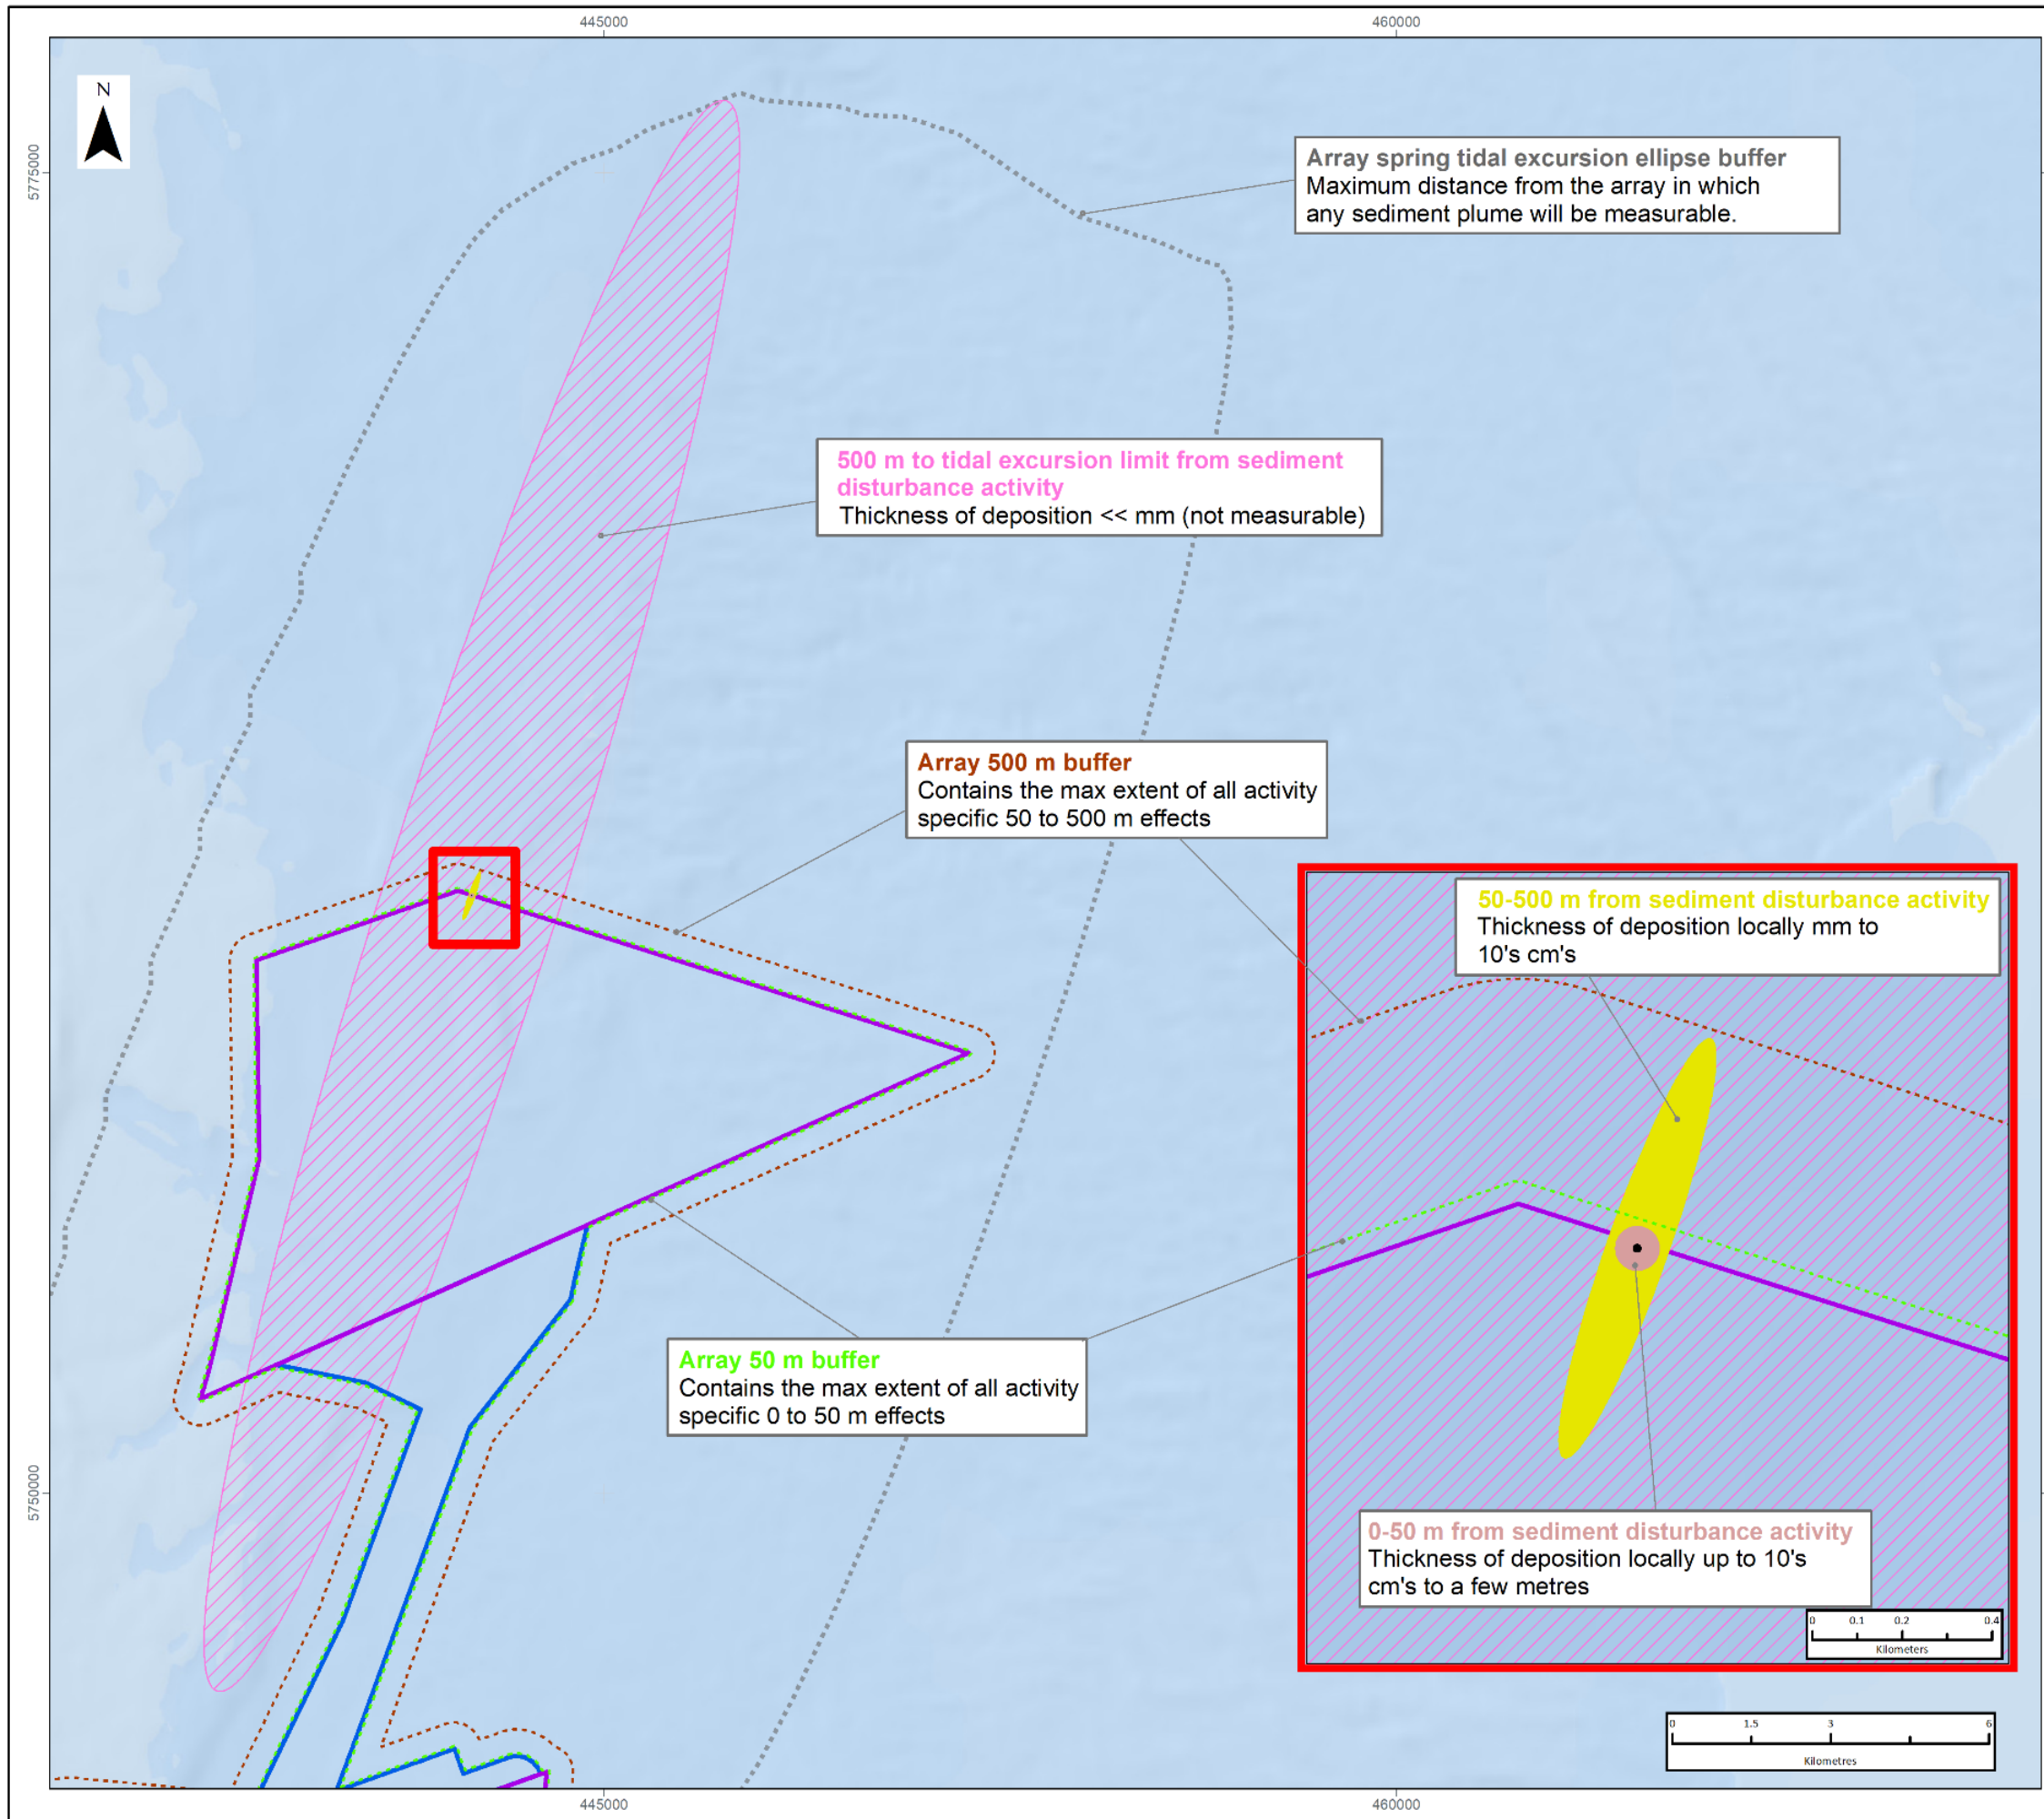 445000
460000
N
5775000
Array spring tidal excursion ellipse buffer
Maximum distance from the array in which
any sediment plume will be measurable.
500 m to tidal excursion limit from sediment
disturbance activity
Thickness of deposition << mm (not measurable)
Array 500 m buffer
Contains the max extent of all activity
specific 50 to 500 m effects
50-500 m from sediment disturbance activity
Thickness of deposition locally mm to
10's cm's
Array 50 m buffer
Contains the max extent of all activity
specific 0 to 50 m effects
5750000
0-50 m from sediment disturbance activity
Thickness of deposition locally up to 10's
cm's to a few metres
0 0.1 0.2 0.4
Kilometers
0 1.5 3 6
Kilometres
445000
460000